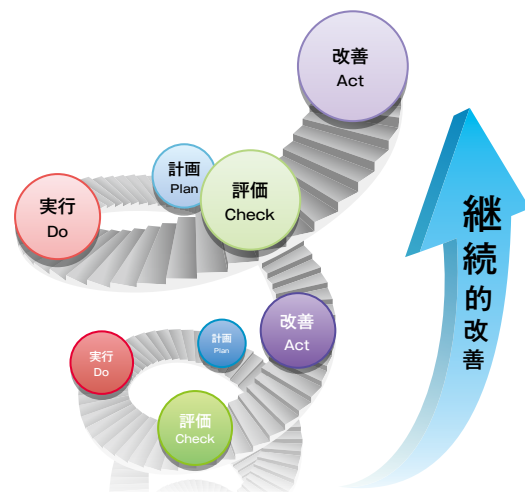 改善
Act
計画
Plan
実行
Do
評価
Check
継続的改善
改善
Act
計画
Plan
実行
Do
評価
Check